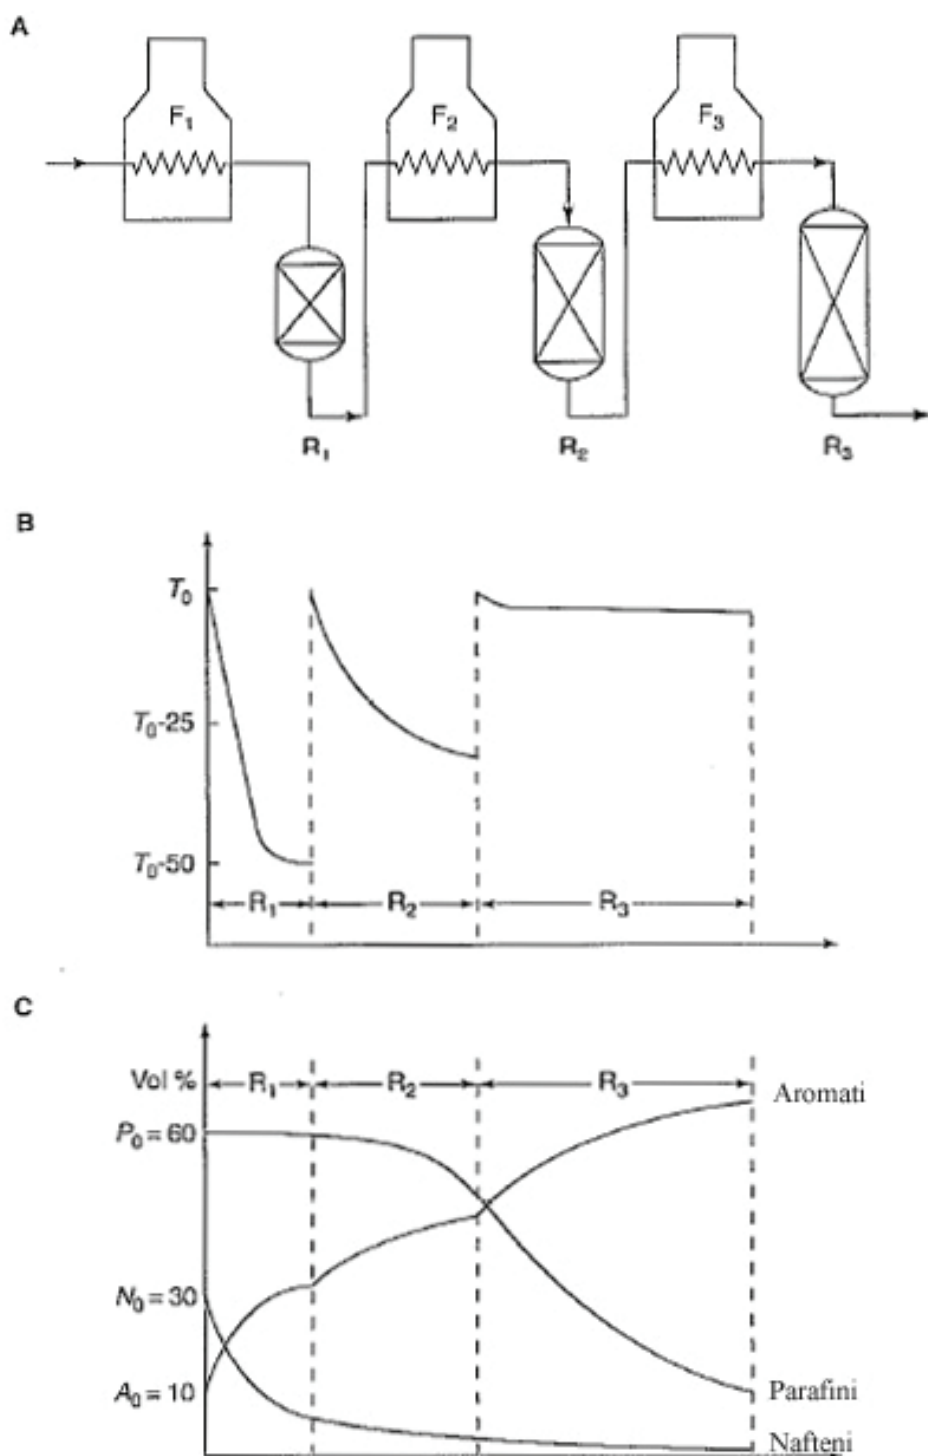 A
F₁ F₂ F₃
R₁ R₂ R₃
B
T₀
T₀-25
T₀-50
R₁ R₂ R₃
C
Vol % R₁ R₂ R₃ Aromati
P₀ = 60
N₀ = 30
A₀ = 10 Parafini
Nafteni